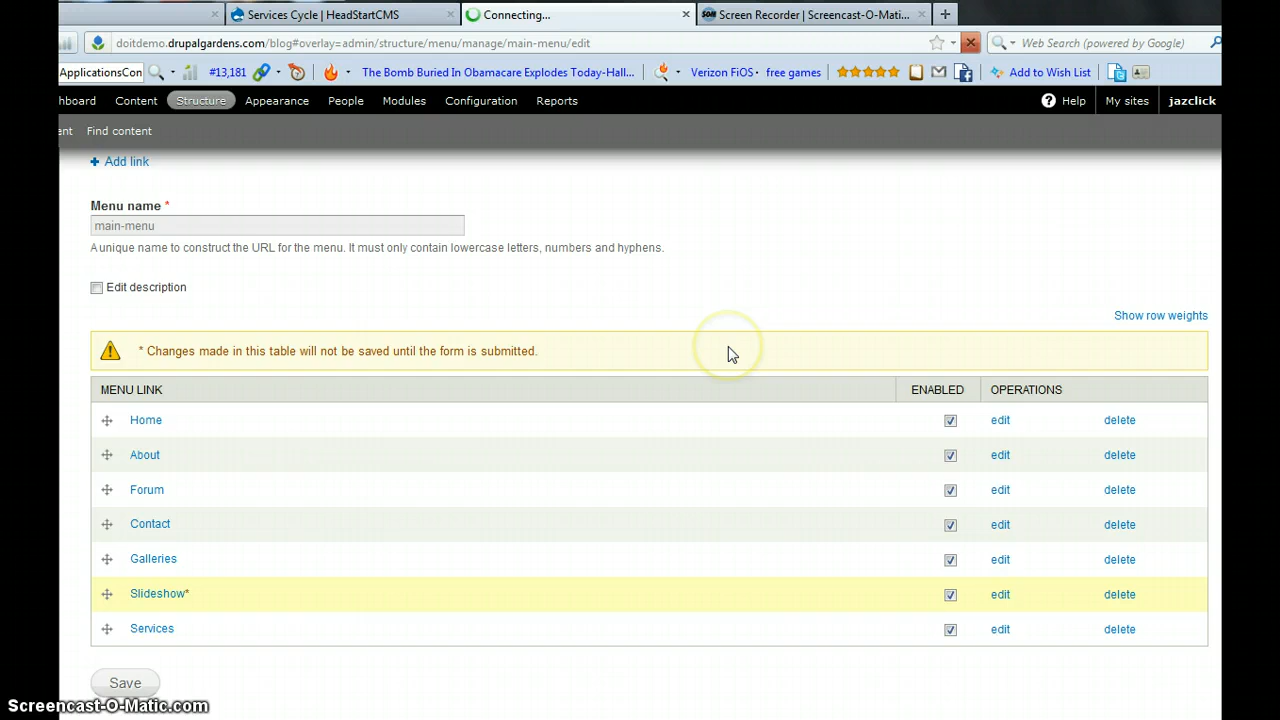 Services Cycle | HeadStartCMS
Connecting...
Screen Recorder | Screencast-O-Mati...
doitdemo.drupalgardens.com/blog#overlay=admin/structure/menu/manage/main-menu/edit
Web Search (powered by Google)
ApplicationsCon
#13,181
The Bomb Buried In Obamacare Explodes Today-Hall...
Verizon FiOS
free games
Add to Wish List
hboard Content Structure Appearance People Modules Configuration Reports Help My sites jazclick
ent Find content
Add link
Menu name *
main-menu
A unique name to construct the URL for the menu. It must only contain lowercase letters, numbers and hyphens.
Edit description
Show row weights
* Changes made in this table will not be saved until the form is submitted.
MENU LINK ENABLED OPERATIONS
Home edit delete
About edit delete
Forum edit delete
Contact edit delete
Galleries edit delete
Slideshow* edit delete
Services edit delete
Save
Screencast-O-Matic.com